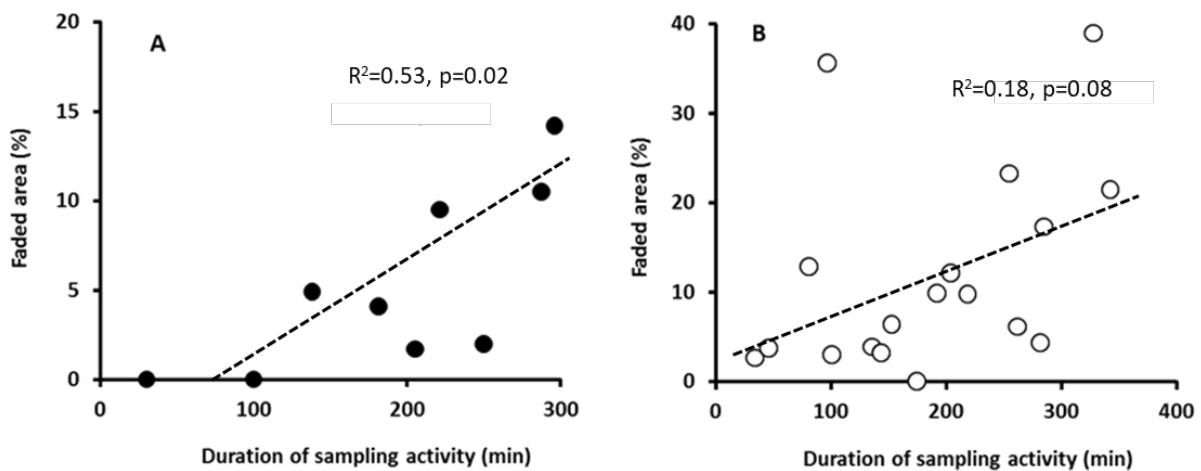 A
R²=0.53, p=0.02
Faded area (%)
20
15
10
5
0
0 100 200 300
Duration of sampling activity (min)
B
R²=0.18, p=0.08
Faded area (%)
40
30
20
10
0
0 100 200 300 400
Duration of sampling activity (min)